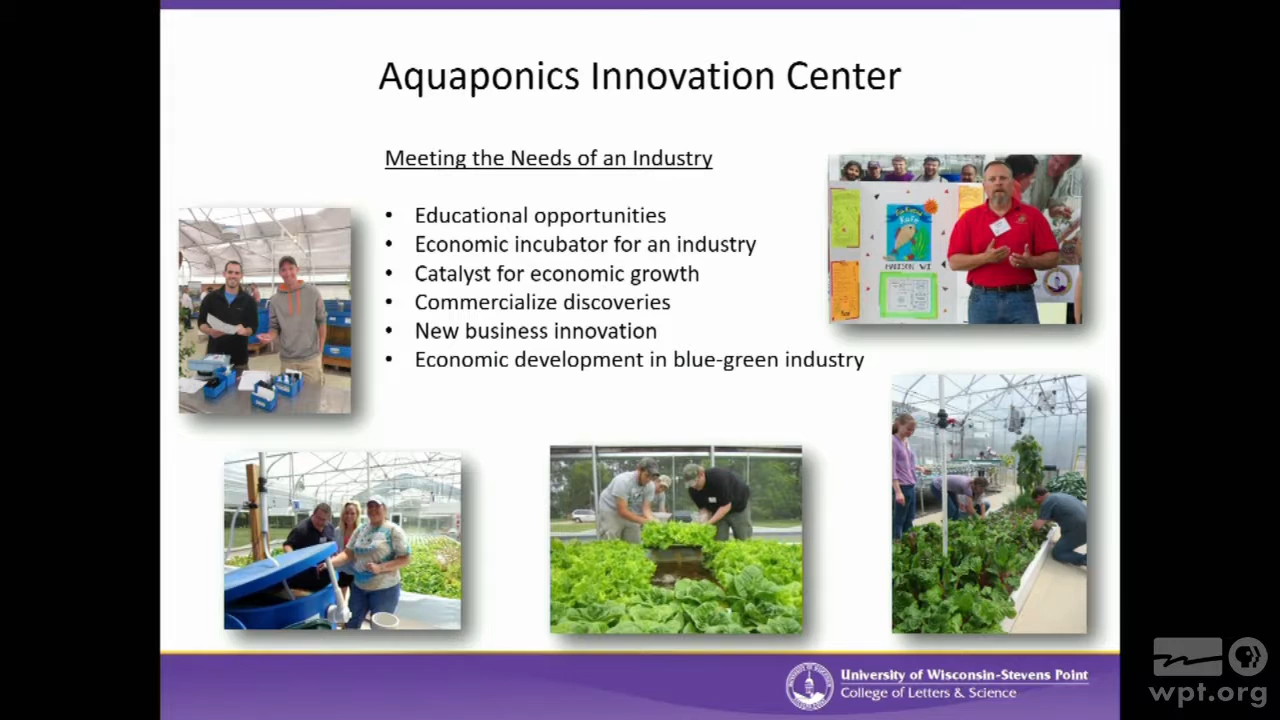 Aquaponics Innovation Center
Meeting the Needs of an Industry
• Educational opportunities
• Economic incubator for an industry
• Catalyst for economic growth
• Commercialize discoveries
• New business innovation
• Economic development in blue-green industry
MADISON WI
University of Wisconsin-Stevens Point
College of Letters & Science
wpt.org